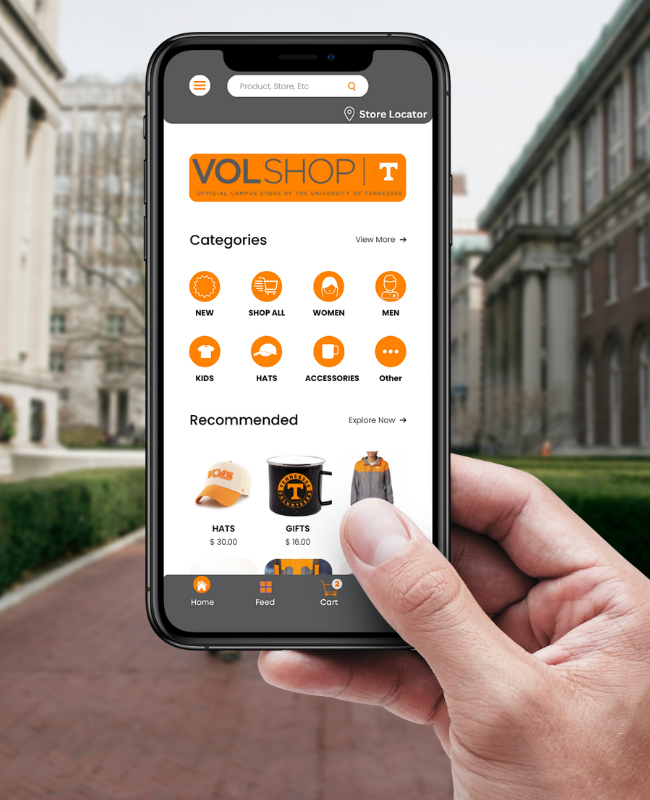 Product, Store, Etc
Store Locator
VOLSHOP | T
OFFICIAL CAMPUS STORE OF THE UNIVERSITY OF TENNESSEE
Categories
View More →
NEW
SHOP ALL
WOMEN
MEN
KIDS
HATS
ACCESSORIES
Other
Recommended
Explore Now →
VOLS
TENNESSEE
T
VOLUNTEERS
HATS
GIFTS
$ 30.00
$ 16.00
2
Home
Feed
Cart